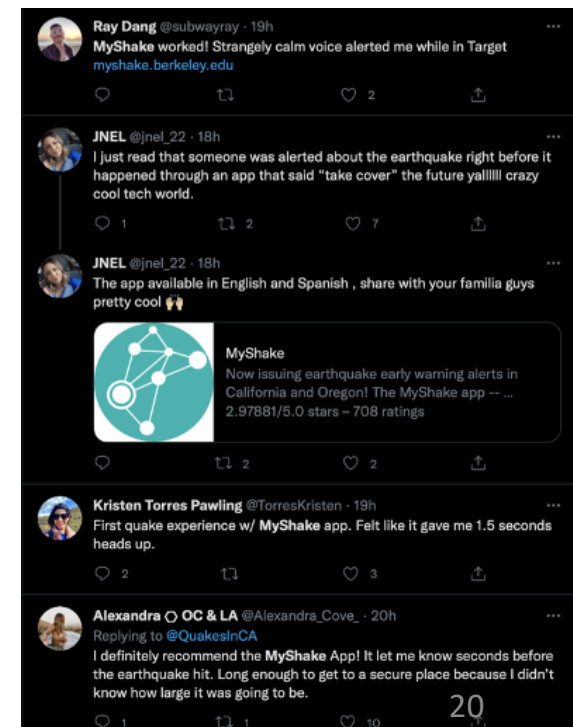 Ray Dang @subwayray · 19h
MyShake worked! Strangely calm voice alerted me while in Target
myshake.berkeley.edu
2
JNEL @jnel_22 · 18h
I just read that someone was alerted about the earthquake right before it
happened through an app that said “take cover” the future yallllll crazy
cool tech world.
1 2 7
JNEL @jnel_22 · 18h
The app available in English and Spanish , share with your familia guys
pretty cool 🙌🏼
MyShake
Now issuing earthquake early warning alerts in
California and Oregon! The MyShake app -- ...
2.97881/5.0 stars – 708 ratings
2 2
Kristen Torres Pawling @TorresKristen · 19h
First quake experience w/ MyShake app. Felt like it gave me 1.5 seconds
heads up.
2 3
Alexandra ⬡ OC & LA @Alexandra_Cove_ · 20h
Replying to @QuakesInCA
I definitely recommend the MyShake App! It let me know seconds before
the earthquake hit. Long enough to get to a secure place because I didn't
know how large it was going to be.
1 1 10
20